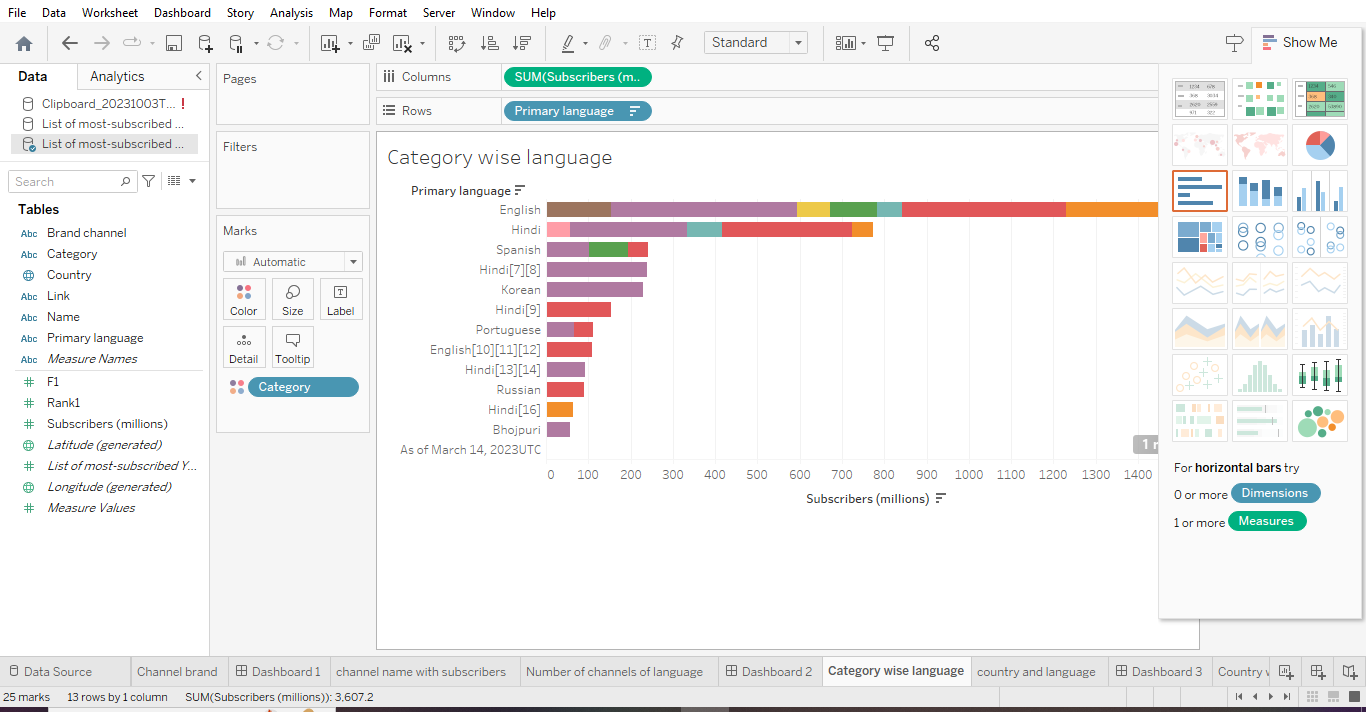 File Data Worksheet Dashboard Story Analysis Map Format Server Window Help
Standard
Show Me
Data Analytics
Clipboard_20231003T... !
List of most-subscribed ...
List of most-subscribed ...
Search
Tables
Abc Brand channel
Abc Category
Country
Abc Link
Abc Name
Abc Primary language
Abc Measure Names
F1
Rank1
Subscribers (millions)
Latitude (generated)
List of most-subscribed Y...
Longitude (generated)
Measure Values
Pages
Filters
Marks
Automatic
Color Size Label
Detail Tooltip
Category
Columns SUM(Subscribers (m..
Rows Primary language
Category wise language
Primary language
English
Hindi
Spanish
Hindi[7][8]
Korean
Hindi[9]
Portuguese
English[10][11][12]
Hindi[13][14]
Russian
Hindi[16]
Bhojpuri
As of March 14, 2023UTC
0 100 200 300 400 500 600 700 800 900 1000 1100 1200 1300 1400
Subscribers (millions)
For horizontal bars try
0 or more Dimensions
1 or more Measures
Data Source Channel brand Dashboard 1 channel name with subscribers Number of channels of language Dashboard 2 Category wise language country and language Dashboard 3 Country
25 marks 13 rows by 1 column SUM(Subscribers (millions)): 3,607.2